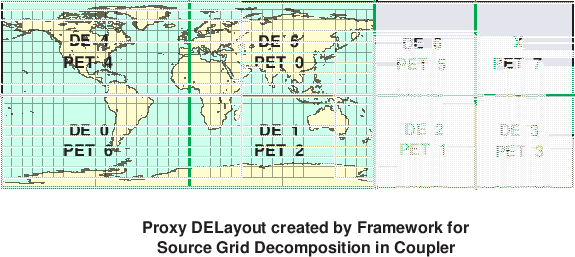 DE 4
PET 4
DE 5
PET 0
DE 6
PET 5
X
PET 7
DE 0
PET 6
DE 1
PET 2
DE 2
PET 1
DE 3
PET 3
Proxy DELayout created by Framework for
Source Grid Decomposition in Coupler